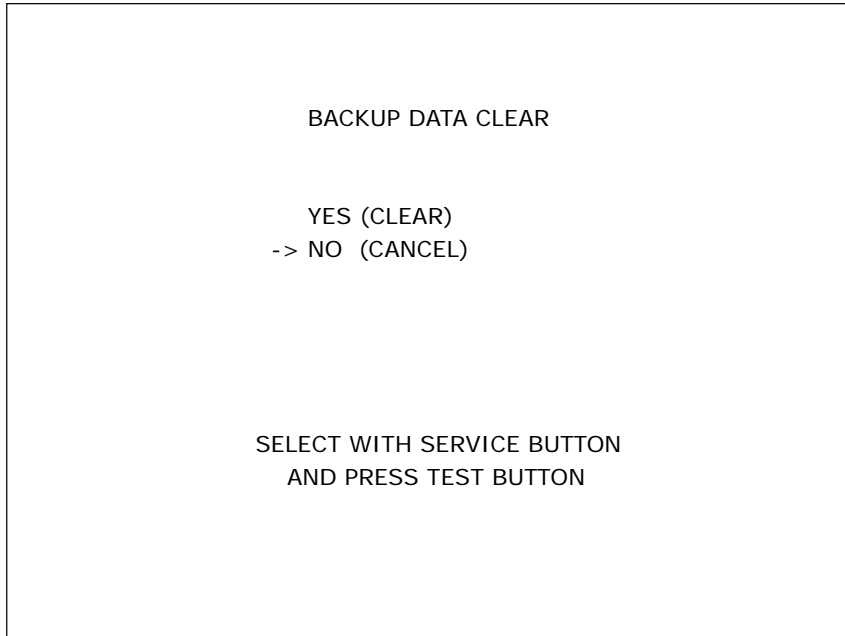 BACKUP DATA CLEAR
YES (CLEAR)
-> NO (CANCEL)
SELECT WITH SERVICE BUTTON
AND PRESS TEST BUTTON